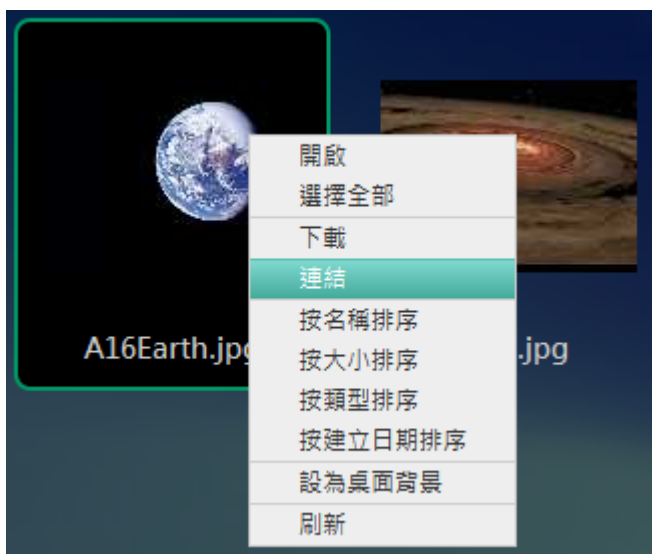 開啟
選擇全部
下載
連結
按名稱排序
A16Earth.jp
.jpg
按大小排序
按類型排序
按建立日期排序
設為桌面背景
刷新